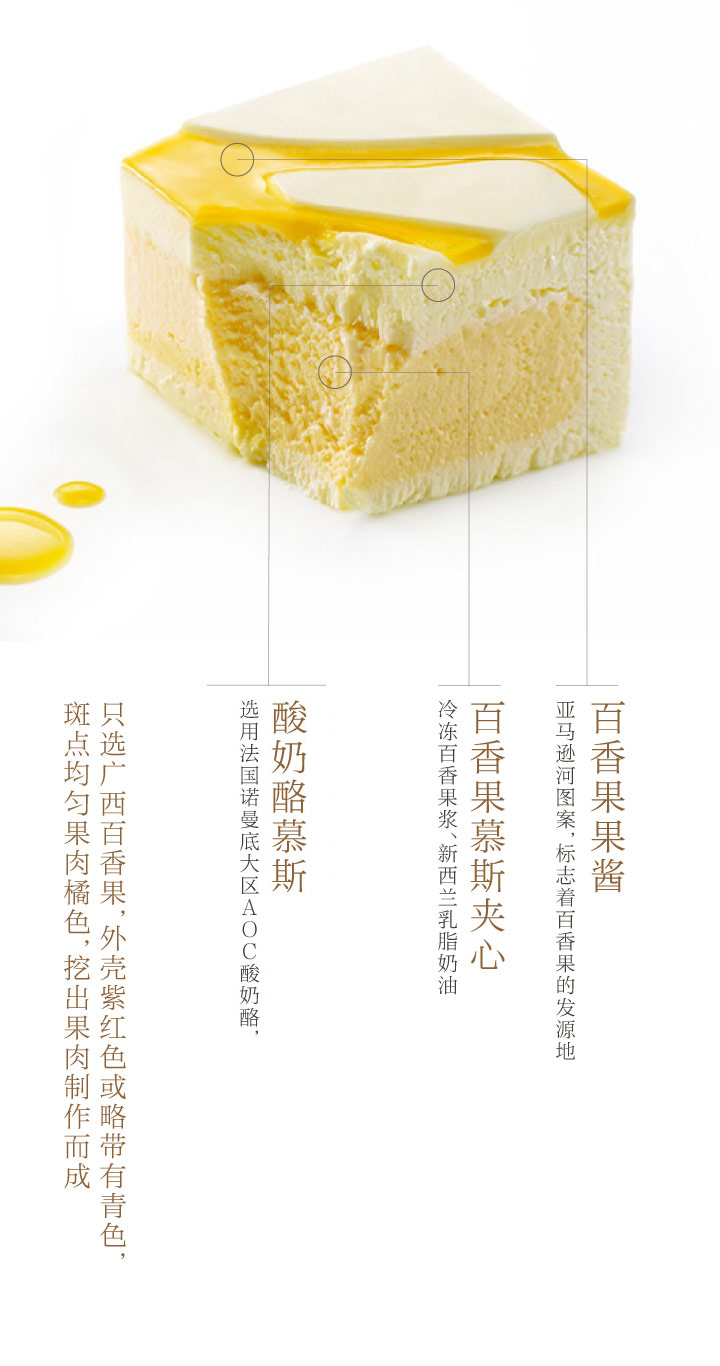 百香果果酱
亚马逊河图案，标志着百香果的发源地
百香果慕斯夹心
冷冻百香果浆、新西兰乳脂奶油
酸奶酪慕斯
选用法国诺曼底大区AOC酸奶酪，
只选广西百香果，外壳紫红色或略带有青色，
斑点均匀果肉橘色，挖出果肉制作而成